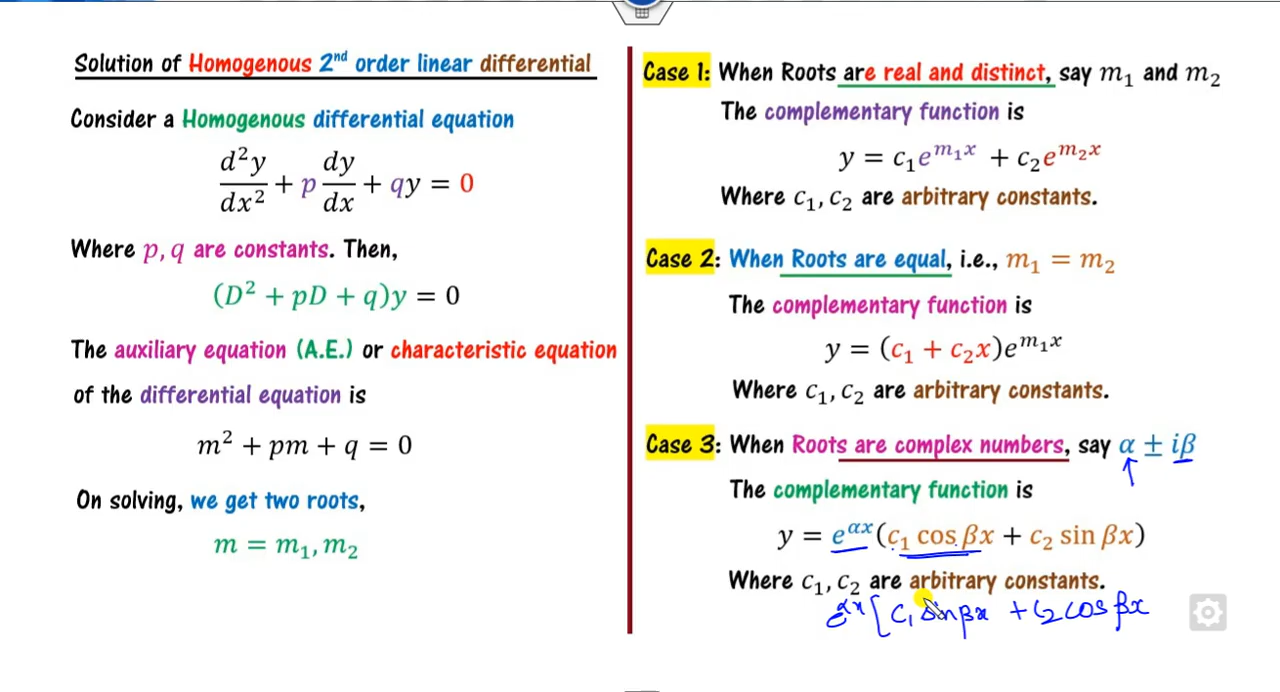 Solution of Homogenous 2nd order linear differential
Consider a Homogenous differential equation
d²y/dx² + p dy/dx + qy = 0
Where p, q are constants. Then,
(D² + pD + q)y = 0
The auxiliary equation (A.E.) or characteristic equation
of the differential equation is
m² + pm + q = 0
On solving, we get two roots,
m = m₁, m₂
Case 1: When Roots are real and distinct, say m₁ and m₂
The complementary function is
y = c₁e^{m₁x} + c₂e^{m₂x}
Where c₁, c₂ are arbitrary constants.
Case 2: When Roots are equal, i.e., m₁ = m₂
The complementary function is
y = (c₁ + c₂x)e^{m₁x}
Where c₁, c₂ are arbitrary constants.
Case 3: When Roots are complex numbers, say α ± iβ
The complementary function is
y = e^{αx}(c₁ cos βx + c₂ sin βx)
Where c₁, c₂ are arbitrary constants.
e^{αx}[c₁ sinβx + c₂ cos βx